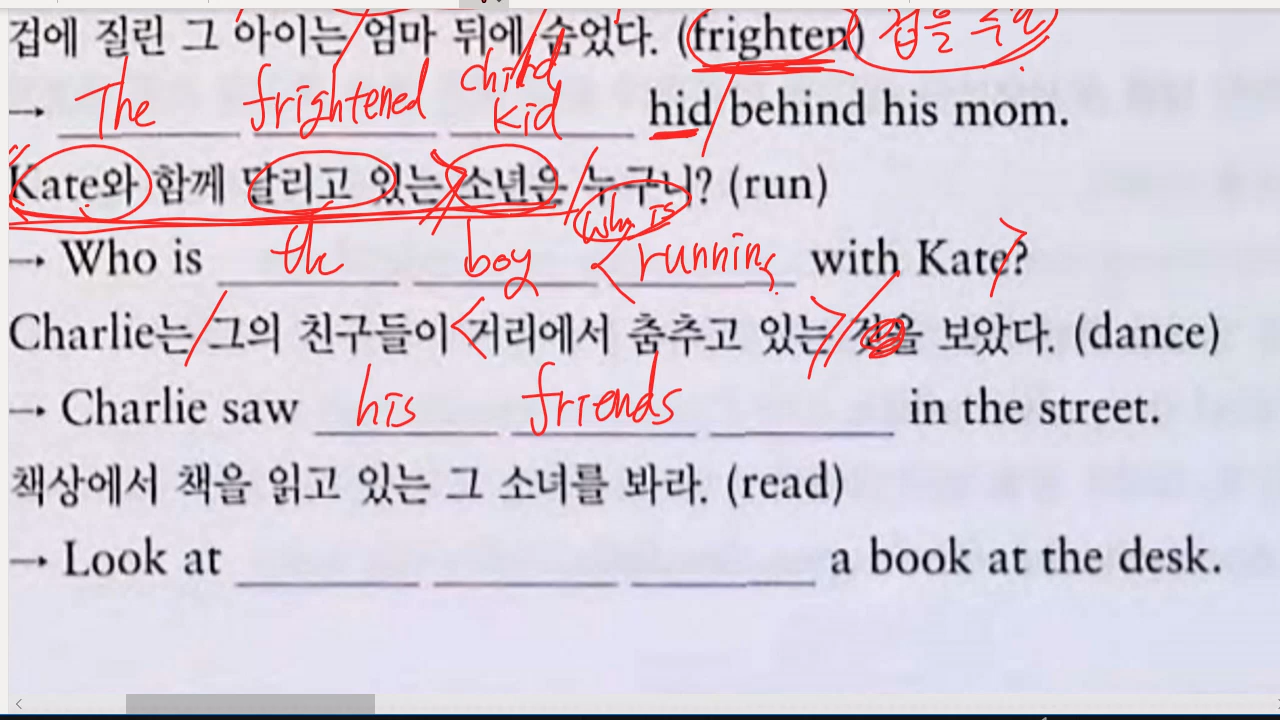 겁에 질린 그 아이는 엄마 뒤에 숨었다. (frighten) 겁을 주다
child
→ The frightened kid hid behind his mom.
Kate와 함께 달리고 있는 소년은 누구니? (run)
who is
→ Who is the boy running with Kate?
Charlie는 그의 친구들이 거리에서 춤추고 있는 것을 보았다. (dance)
→ Charlie saw his friends in the street.
책상에서 책을 읽고 있는 그 소녀를 봐라. (read)
→ Look at a book at the desk.